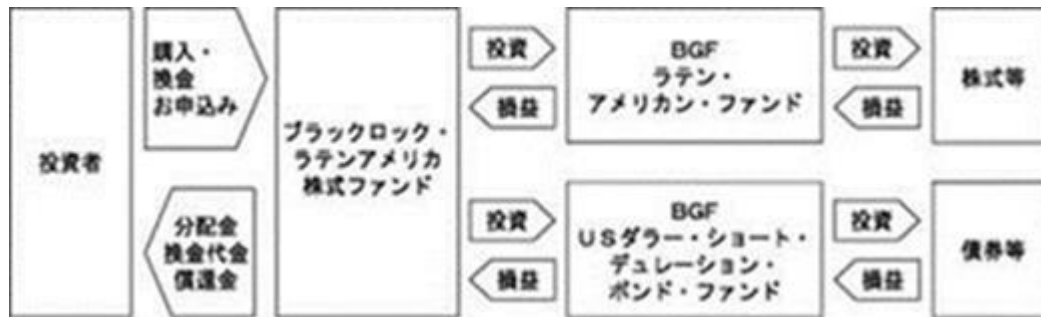 投資者
購入・
換金
お申込み
分配金
換金代金
償還金
ブラックロック・
ラテンアメリカ
株式ファンド
投資
損益
BGF
ラテン・
アメリカン・ファンド
投資
損益
株式等
投資
損益
BGF
USダラー・ショート・
デュレーション・
ボンド・ファンド
投資
損益
債券等